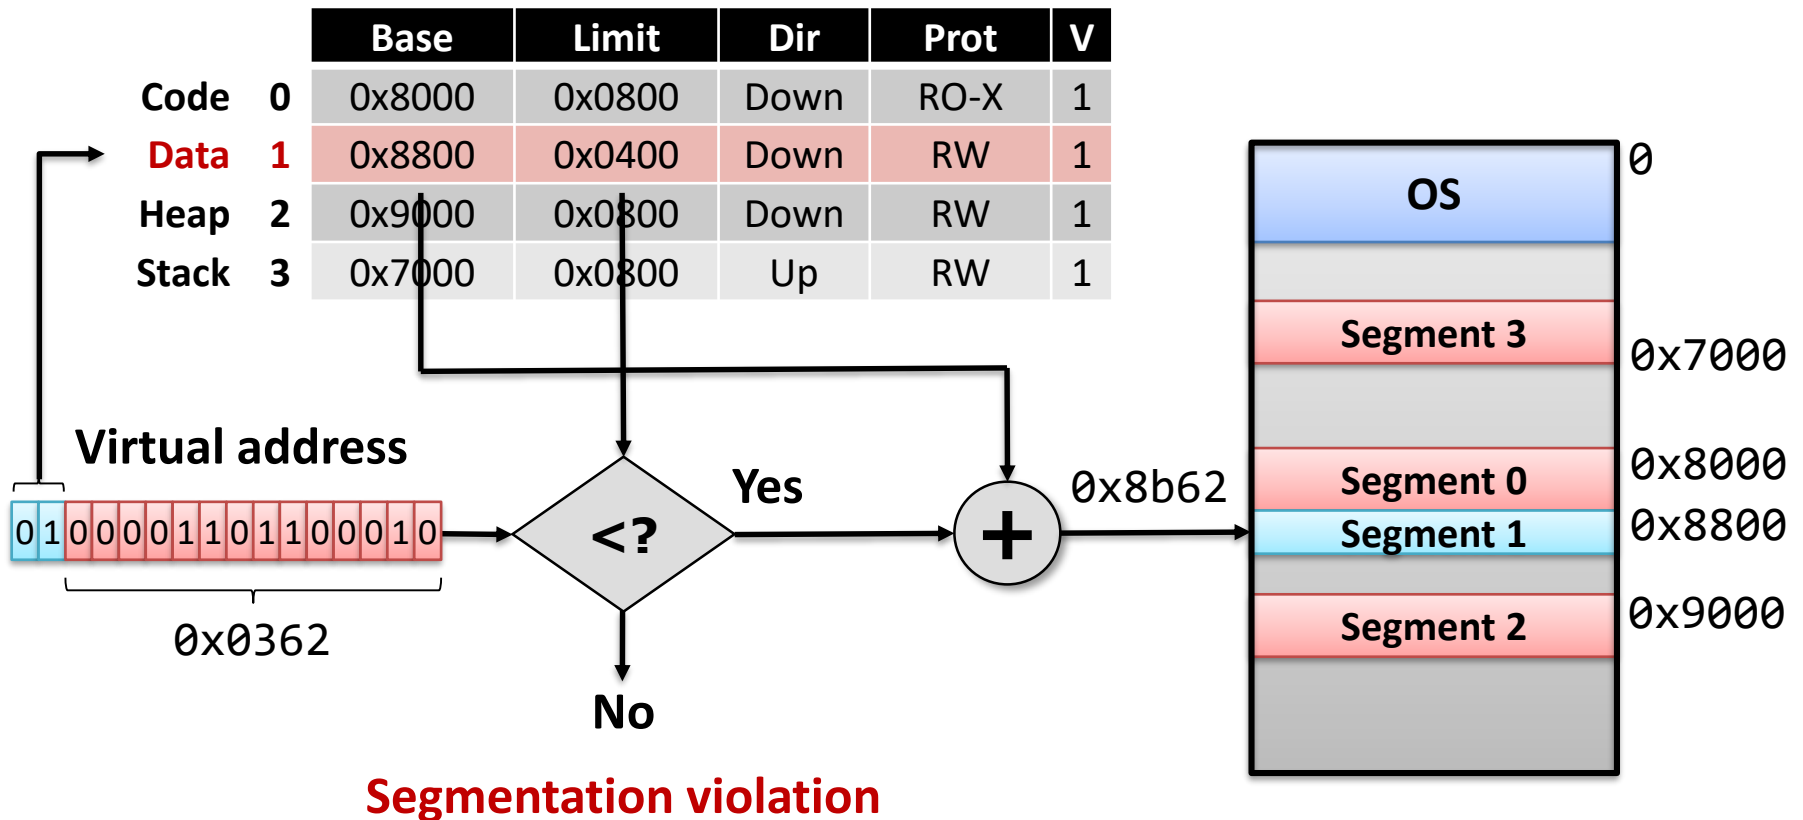 Base Limit Dir Prot V
Code 0 0x8000 0x0800 Down RO-X 1
Data 1 0x8800 0x0400 Down RW 1
Heap 2 0x9000 0x0800 Down RW 1
Stack 3 0x7000 0x0800 Up RW 1
0
OS
Segment 3
0x7000
Virtual address
Yes
0x8b62
0x8000
Segment 0
0 1 0 0 0 0 1 1 0 1 1 0 0 0 1 0
<?
+
0x8800
Segment 1
0x9000
Segment 2
0x0362
No
Segmentation violation